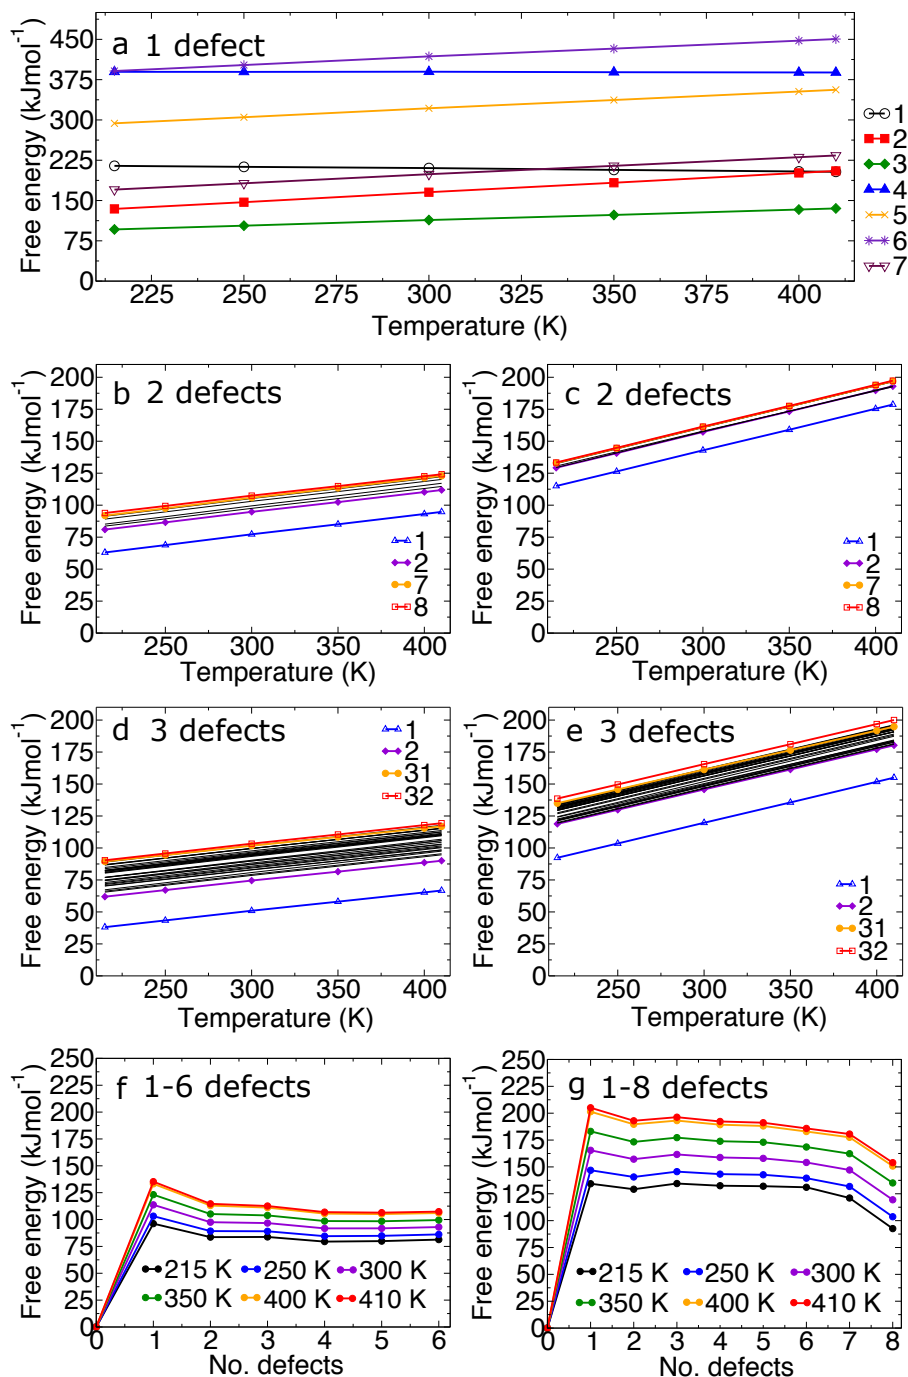 a 1 defect
Free energy (kJmol⁻¹)
450
375
300
225
150
75
0
225 250 275 300 325 350 375 400
Temperature (K)
1
2
3
4
5
6
7
b 2 defects
Free energy (kJmol⁻¹)
200
175
150
125
100
75
50
25
0
250 300 350 400
Temperature (K)
1
2
7
8
c 2 defects
Free energy (kJmol⁻¹)
200
175
150
125
100
75
50
25
0
250 300 350 400
Temperature (K)
1
2
7
8
d 3 defects
Free energy (kJmol⁻¹)
200
175
150
125
100
75
50
25
0
250 300 350 400
Temperature (K)
1
2
31
32
e 3 defects
Free energy (kJmol⁻¹)
200
175
150
125
100
75
50
25
0
250 300 350 400
Temperature (K)
1
2
31
32
f 1-6 defects
Free energy (kJmol⁻¹)
250
225
200
175
150
125
100
75
50
25
0
215 K 250 K 300 K
350 K 400 K 410 K
0 1 2 3 4 5 6
No. defects
g 1-8 defects
Free energy (kJmol⁻¹)
250
225
200
175
150
125
100
75
50
25
0
215 K 250 K 300 K
350 K 400 K 410 K
0 1 2 3 4 5 6 7 8
No. defects